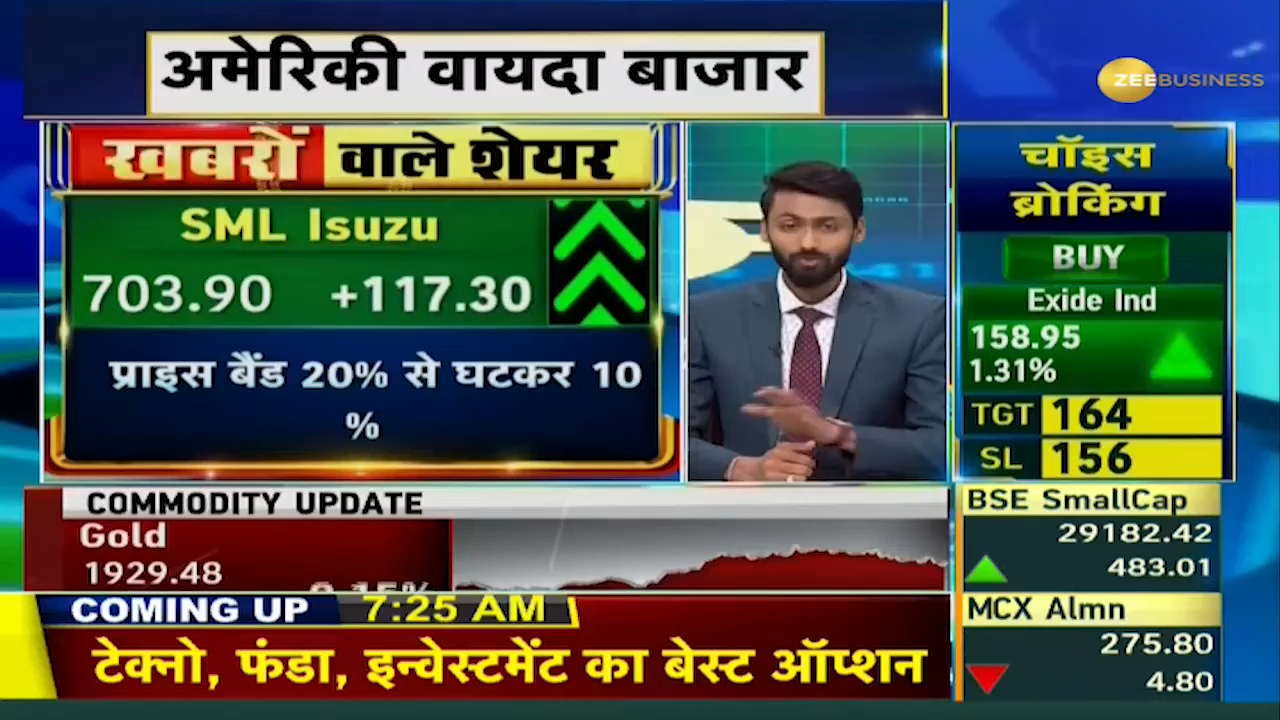 अमेरिकी वायदा बाजार
ZEEBUSINESS
खबरों वाले शेयर
SML Isuzu
703.90 +117.30
प्राइस बैंड 20% से घटकर 10
%
चॉइस
ब्रोकिंग
BUY
Exide Ind
158.95
1.31%
TGT 164
SL 156
COMMODITY UPDATE
Gold
1929.48
BSE SmallCap
29182.42
483.01
MCX Almn
275.80
4.80
COMING UP 7:25 AM
टेक्नो, फंडा, इन्वेस्टमेंट का बेस्ट ऑप्शन